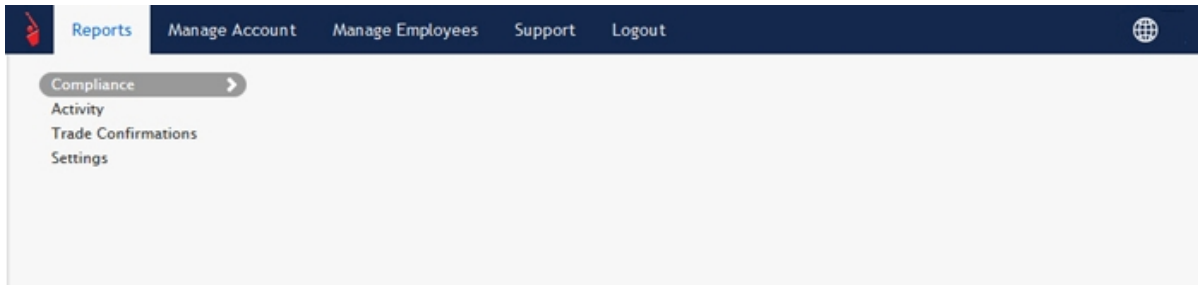 Reports Manage Account Manage Employees Support Logout
Compliance
Activity
Trade Confirmations
Settings